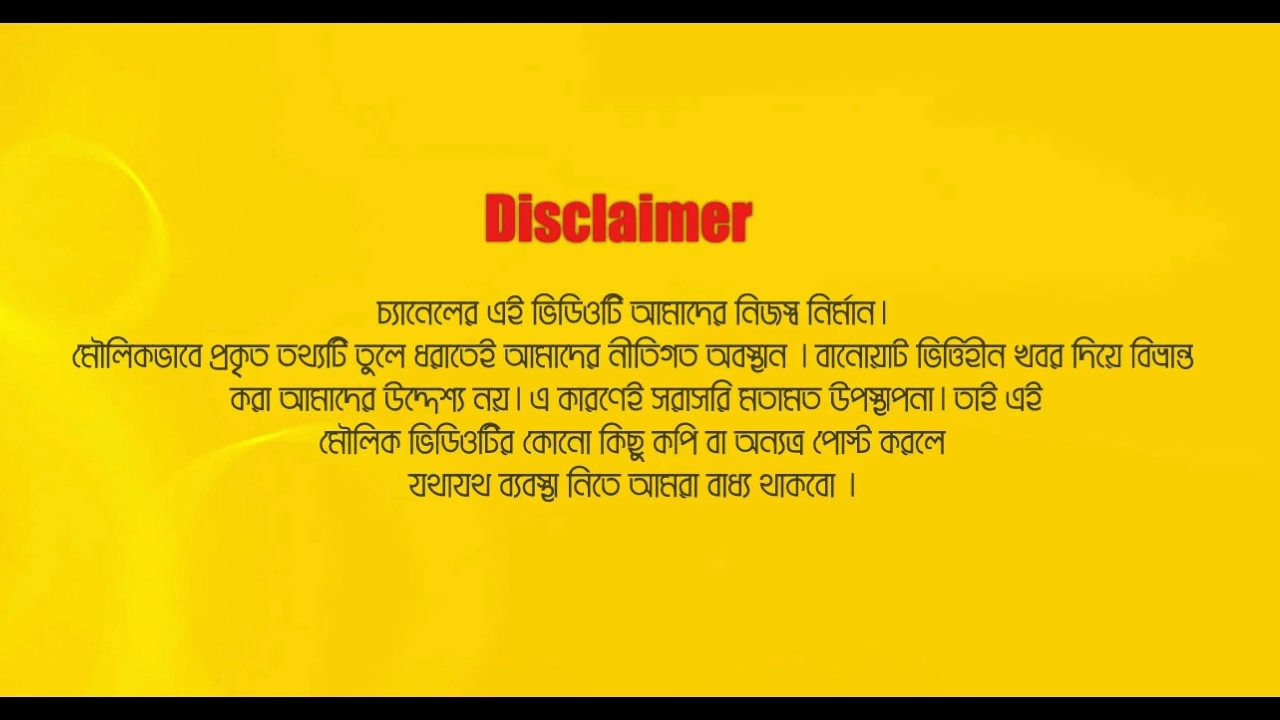 Disclaimer
চ্যানেলের এই ভিডিওটি আমাদের নিজস্ব নির্মান।
মৌলিকভাবে প্রকৃত তথ্যটি তুলে ধরাতেই আমাদের নীতিগত অবস্থান । বানোয়াট ভিত্তিহীন খবর দিয়ে বিভ্রান্ত
করা আমাদের উদ্দেশ্য নয়। এ কারণেই সরাসরি মতামত উপস্থাপনা। তাই এই
মৌলিক ভিডিওটির কোনো কিছু কপি বা অন্যত্র পোস্ট করলে
যথাযথ ব্যবস্থা নিতে আমরা বাধ্য থাকবো ।